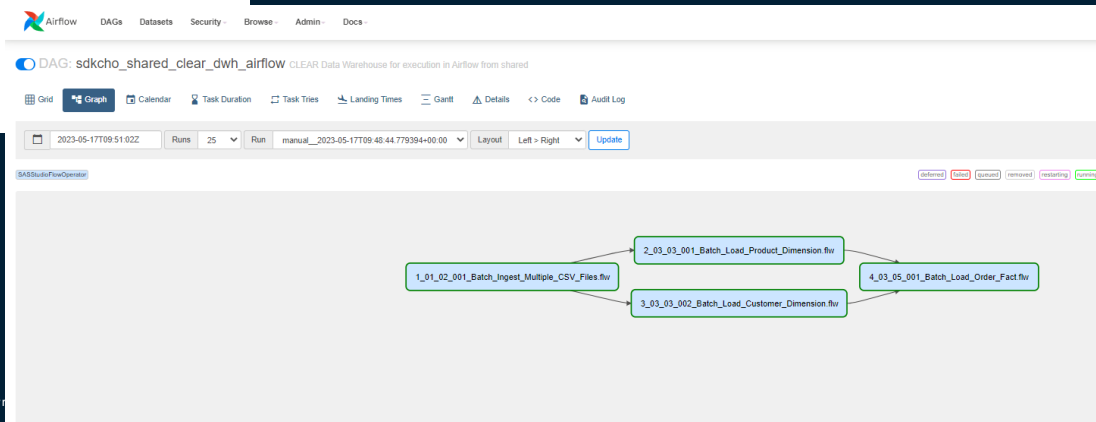 Airflow DAGs Datasets Security Browse Admin Docs
DAG: sdkcho_shared_clear_dwh_airflow CLEAR Data Warehouse for execution in Airflow from shared
Grid Graph Calendar Task Duration Task Tries Landing Times Gantt Details <> Code Audit Log
2023-05-17T09:51:02Z Runs 25 Run manual__2023-05-17T09:48:44.779394+00:00 Layout Left > Right Update
SASStudioFlowOperator deferred failed queued removed restarting running
2_03_03_001_Batch_Load_Product_Dimension.flw
1_01_02_001_Batch_Ingest_Multiple_CSV_Files.flw 4_03_05_001_Batch_Load_Order_Fact.flw
3_03_03_002_Batch_Load_Customer_Dimension.flw